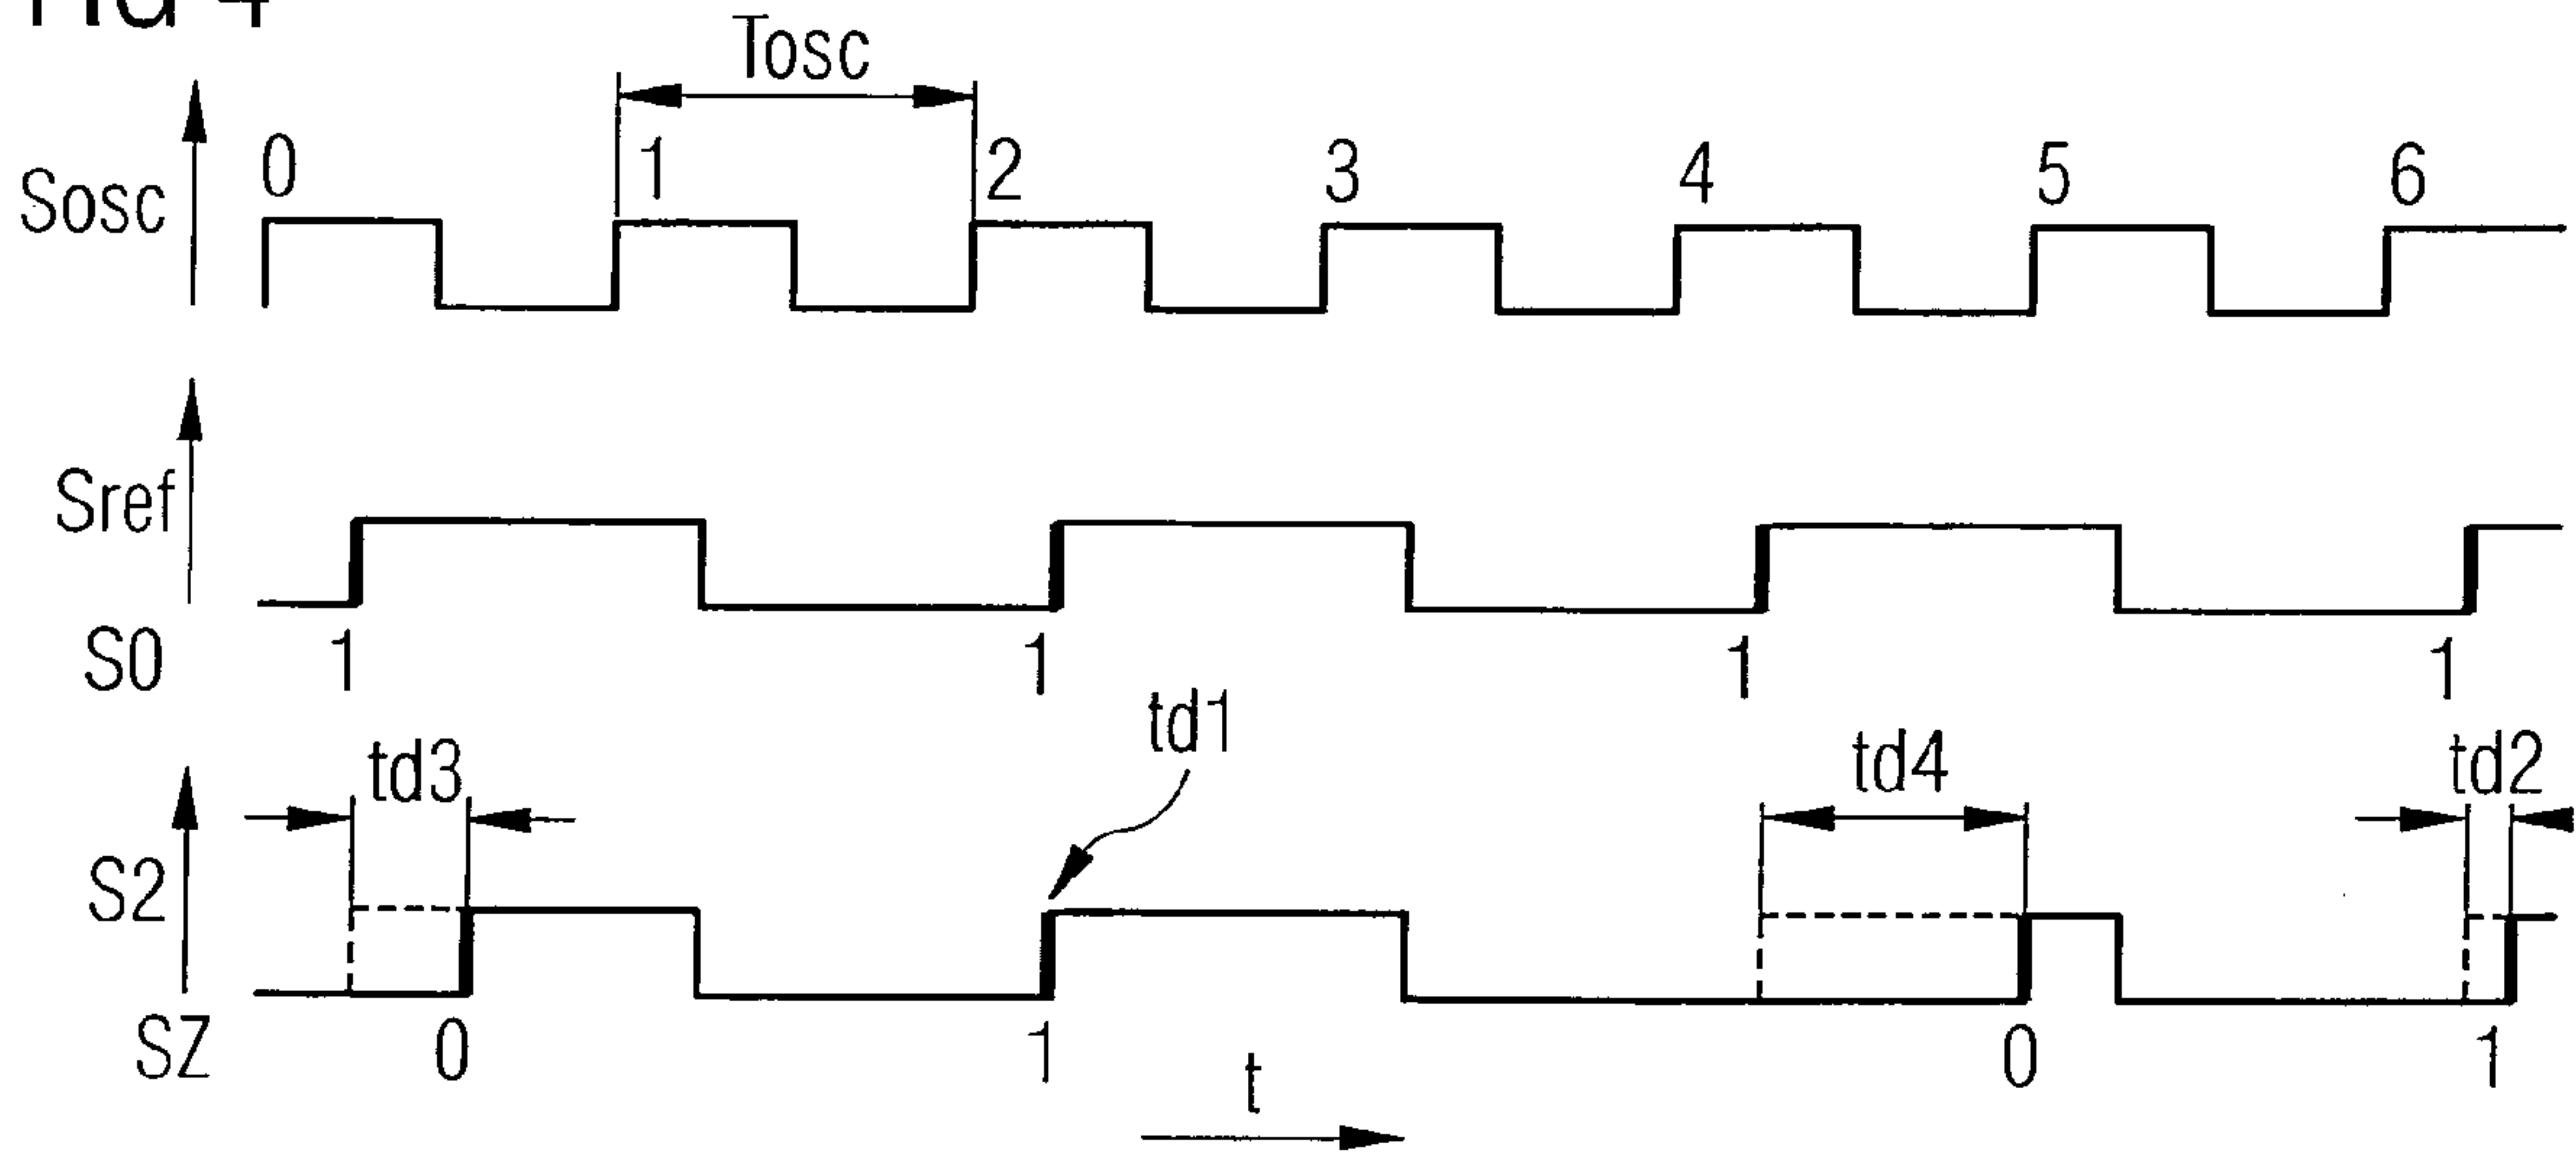 Tosc
Sosc 0 1 2 3 4 5 6
Sref
S0 1 1 1 1
td3 td1 td4 td2
S2
SZ 0 1 0 1
t